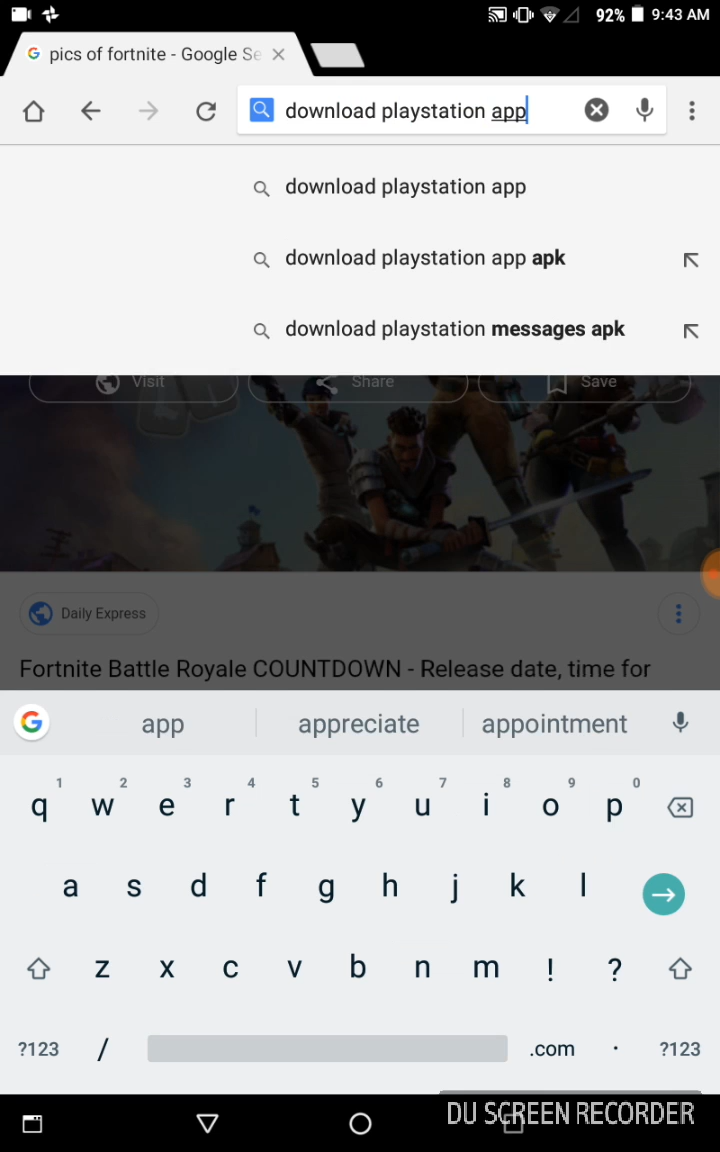 92% 9:43 AM
pics of fortnite - Google Se
download playstation app
download playstation app
download playstation app apk
download playstation messages apk
Visit Share Save
Daily Express
Fortnite Battle Royale COUNTDOWN - Release date, time for
G app appreciate appointment
1 2 3 4 5 6 7 8 9 0
q w e r t y u i o p
a s d f g h j k l
z x c v b n m ! ?
?123 / .com . ?123
DU SCREEN RECORDER